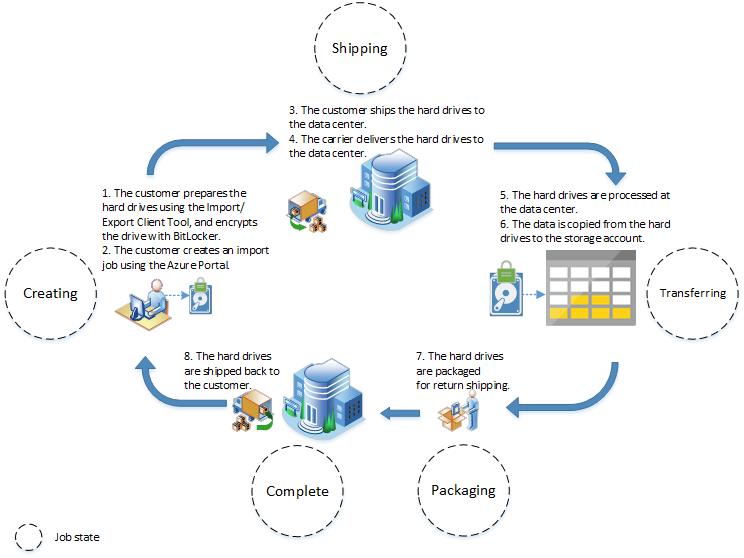 Shipping
3. The customer ships the hard drives to
the data center.
4. The carrier delivers the hard drives to
the data center.
1. The customer prepares the
hard drives using the Import/
Export Client Tool, and encrypts
the drive with BitLocker.
2. The customer creates an import
job using the Azure Portal.
Creating
5. The hard drives are processed at
the data center.
6. The data is copied from the hard
drives to the storage account.
Transferring
8. The hard drives
are shipped back to
the customer.
7. The hard drives
are packaged
for return shipping.
Complete
Packaging
Job state